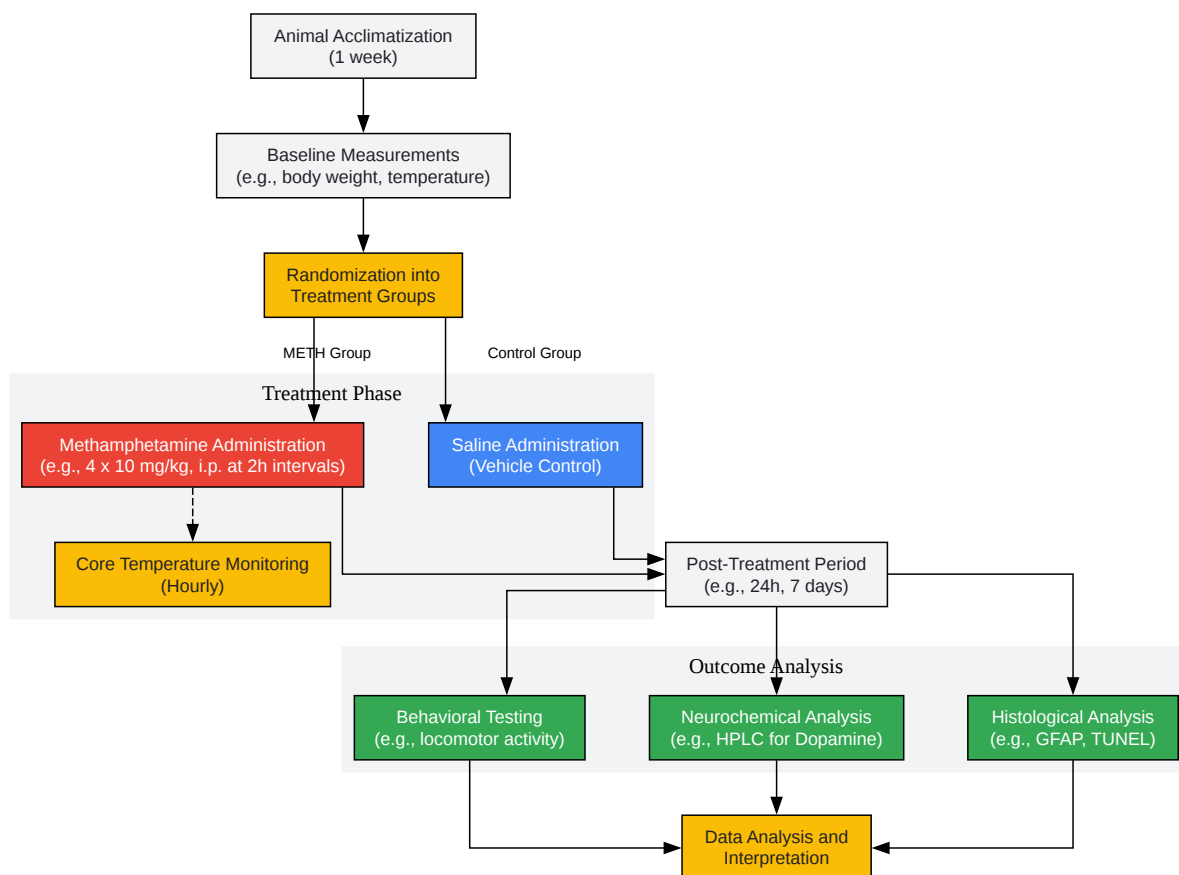 Animal Acclimatization
(1 week)
Baseline Measurements
(e.g., body weight, temperature)
Randomization into
Treatment Groups
METH Group
Control Group
Treatment Phase
Methamphetamine Administration
(e.g., 4 x 10 mg/kg, i.p. at 2h intervals)
Saline Administration
(Vehicle Control)
Core Temperature Monitoring
(Hourly)
Post-Treatment Period
(e.g., 24h, 7 days)
Outcome Analysis
Behavioral Testing
(e.g., locomotor activity)
Neurochemical Analysis
(e.g., HPLC for Dopamine)
Histological Analysis
(e.g., GFAP, TUNEL)
Data Analysis and
Interpretation